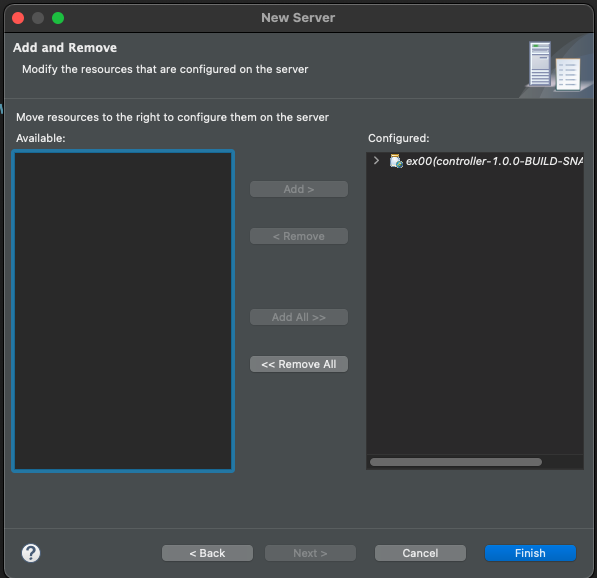 New Server
Add and Remove
Modify the resources that are configured on the server
Move resources to the right to configure them on the server
Available:
Configured:
ex00(controller-1.0.0-BUILD-SNA
Add >
< Remove
Add All >>
<< Remove All
?
< Back
Next >
Cancel
Finish